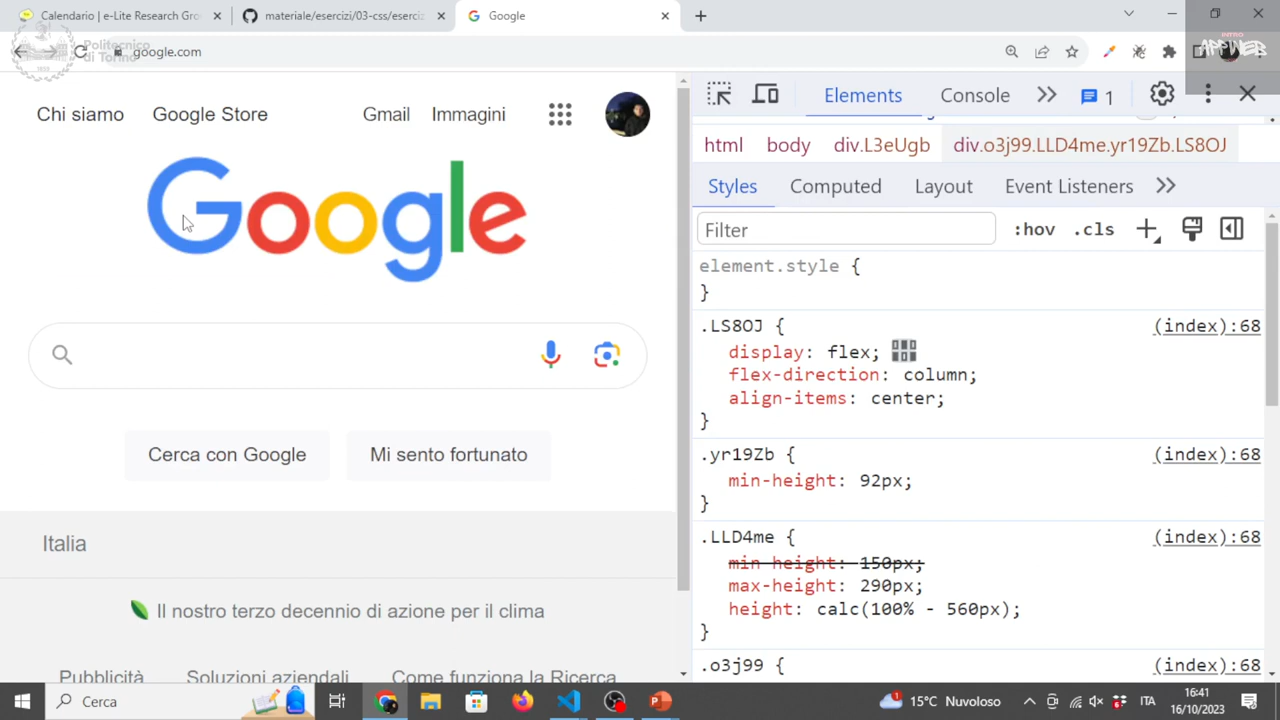 Calendario | e-Lite Research Gro
materiale/esercizi/03-css/eserciz
Google
Politecnico
di Torino
google.com
INTRO
APPIWEB
Chi siamo
Google Store
Gmail
Immagini
Google
Cerca con Google
Mi sento fortunato
Italia
Il nostro terzo decennio di azione per il clima
Pubblicità
Soluzioni aziendali
Come funziona la Ricerca
Elements
Console
1
html
body
div.L3eUgb
div.o3j99.LLD4me.yr19Zb.LS8OJ
Styles
Computed
Layout
Event Listeners
Filter
:hov
.cls
element.style {
}
.LS8OJ {
(index):68
display: flex;
flex-direction: column;
align-items: center;
}
.yr19Zb {
(index):68
min-height: 92px;
}
.LLD4me {
(index):68
min-height: 150px;
max-height: 290px;
height: calc(100% - 560px);
}
.o3j99 {
(index):68
Cerca
15°C Nuvoloso
ITA
16:41
16/10/2023